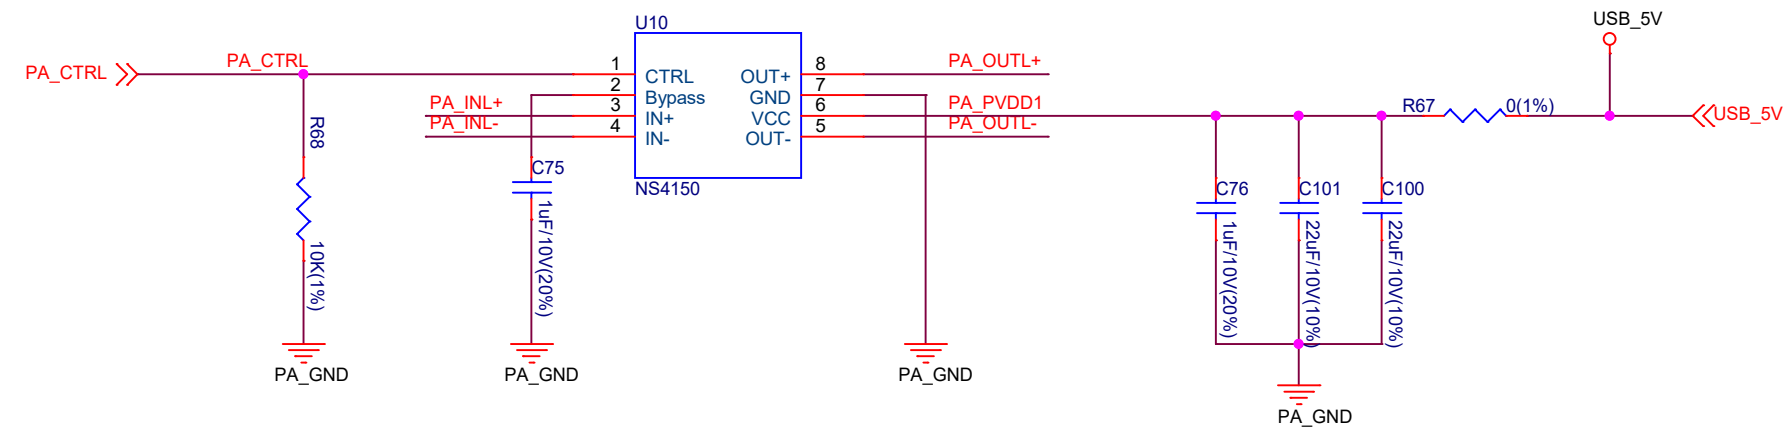 U10
USB_5V
PA_CTRL
PA_CTRL
1
CTRL
8
OUT+
PA_OUTL+
2
Bypass
7
GND
PA_INL+
3
IN+
6
VCC
PA_PVDD1
R67
0(1%)
USB_5V
PA_INL-
4
IN-
5
OUT-
PA_OUTL-
R68
10K(1%)
C75
1uF/10V(20%)
NS4150
C76
1uF/10V(20%)
C101
22uF/10V(10%)
C100
22uF/10V(10%)
PA_GND
PA_GND
PA_GND
PA_GND